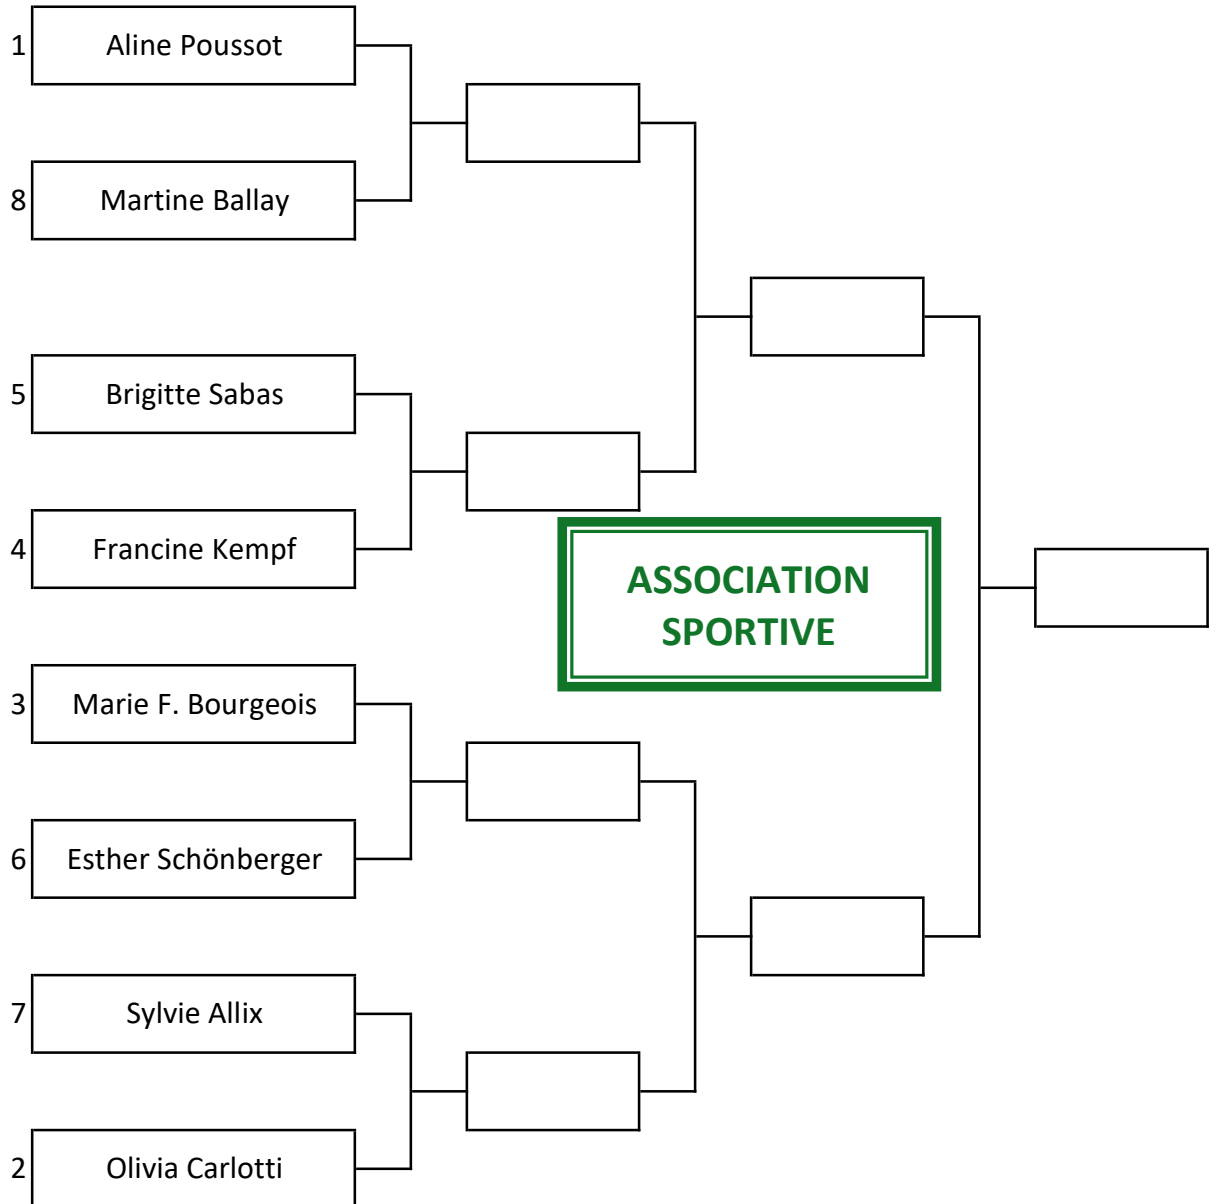 1 Aline Poussot
8 Martine Ballay
5 Brigitte Sabas
4 Francine Kempf
ASSOCIATION
SPORTIVE
3 Marie F. Bourgeois
6 Esther Schönberger
7 Sylvie Allix
2 Olivia Carlotti